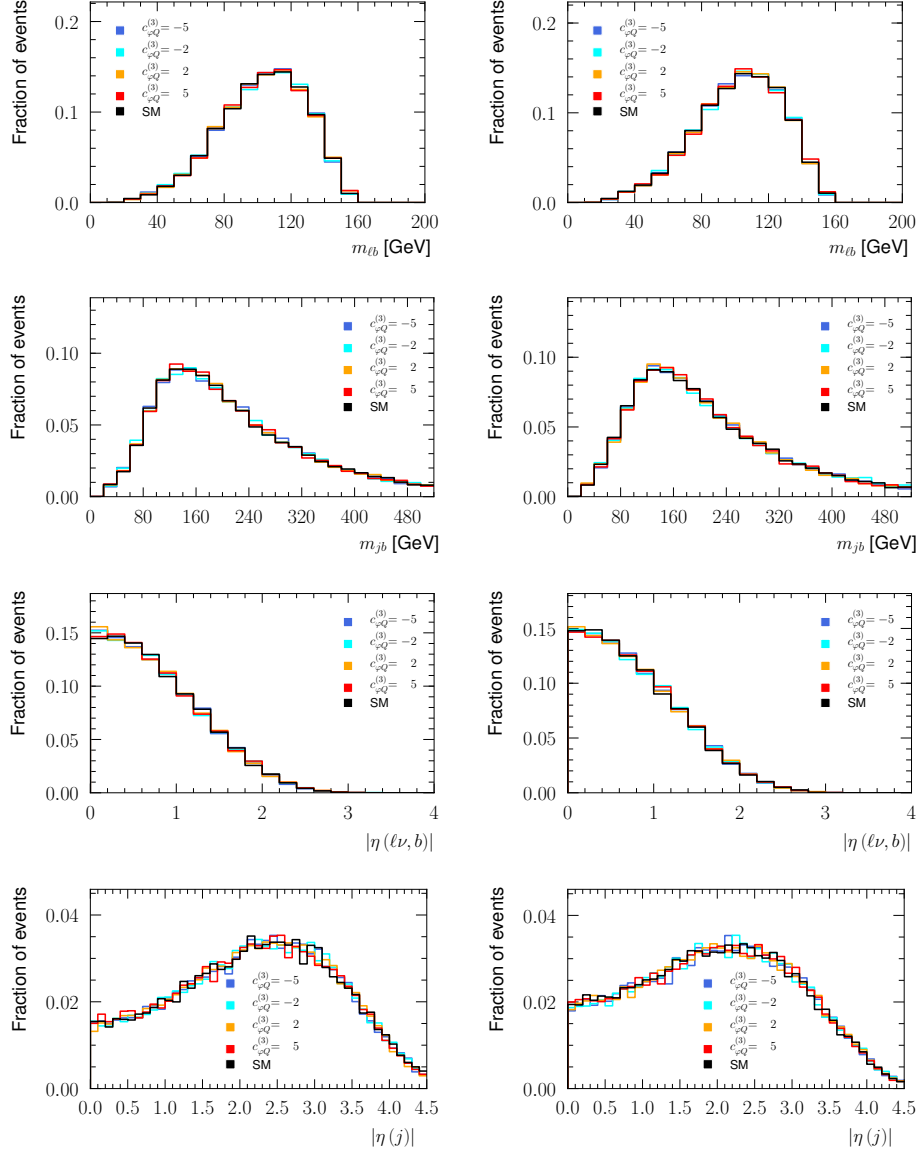 Fraction of events
0.2
0.1
0.0
c_{φQ}^{(3)} = −5
c_{φQ}^{(3)} = −2
c_{φQ}^{(3)} = 2
c_{φQ}^{(3)} = 5
SM
0 40 80 120 160 200
m_{ℓb} [GeV]
Fraction of events
0.2
0.1
0.0
c_{φQ}^{(3)} = −5
c_{φQ}^{(3)} = −2
c_{φQ}^{(3)} = 2
c_{φQ}^{(3)} = 5
SM
0 40 80 120 160 200
m_{ℓb} [GeV]
Fraction of events
0.10
0.05
0.00
c_{φQ}^{(3)} = −5
c_{φQ}^{(3)} = −2
c_{φQ}^{(3)} = 2
c_{φQ}^{(3)} = 5
SM
0 80 160 240 320 400 480
m_{jb} [GeV]
Fraction of events
0.10
0.05
0.00
c_{φQ}^{(3)} = −5
c_{φQ}^{(3)} = −2
c_{φQ}^{(3)} = 2
c_{φQ}^{(3)} = 5
SM
0 80 160 240 320 400 480
m_{jb} [GeV]
Fraction of events
0.15
0.10
0.05
0.00
c_{φQ}^{(3)} = −5
c_{φQ}^{(3)} = −2
c_{φQ}^{(3)} = 2
c_{φQ}^{(3)} = 5
SM
0 1 2 3 4
|η (ℓν, b)|
Fraction of events
0.15
0.10
0.05
0.00
c_{φQ}^{(3)} = −5
c_{φQ}^{(3)} = −2
c_{φQ}^{(3)} = 2
c_{φQ}^{(3)} = 5
SM
0 1 2 3 4
|η (ℓν, b)|
Fraction of events
0.04
0.02
0.00
c_{φQ}^{(3)} = −5
c_{φQ}^{(3)} = −2
c_{φQ}^{(3)} = 2
c_{φQ}^{(3)} = 5
SM
0.0 0.5 1.0 1.5 2.0 2.5 3.0 3.5 4.0 4.5
|η (j)|
Fraction of events
0.04
0.02
0.00
c_{φQ}^{(3)} = −5
c_{φQ}^{(3)} = −2
c_{φQ}^{(3)} = 2
c_{φQ}^{(3)} = 5
SM
0.0 0.5 1.0 1.5 2.0 2.5 3.0 3.5 4.0 4.5
|η (j)|